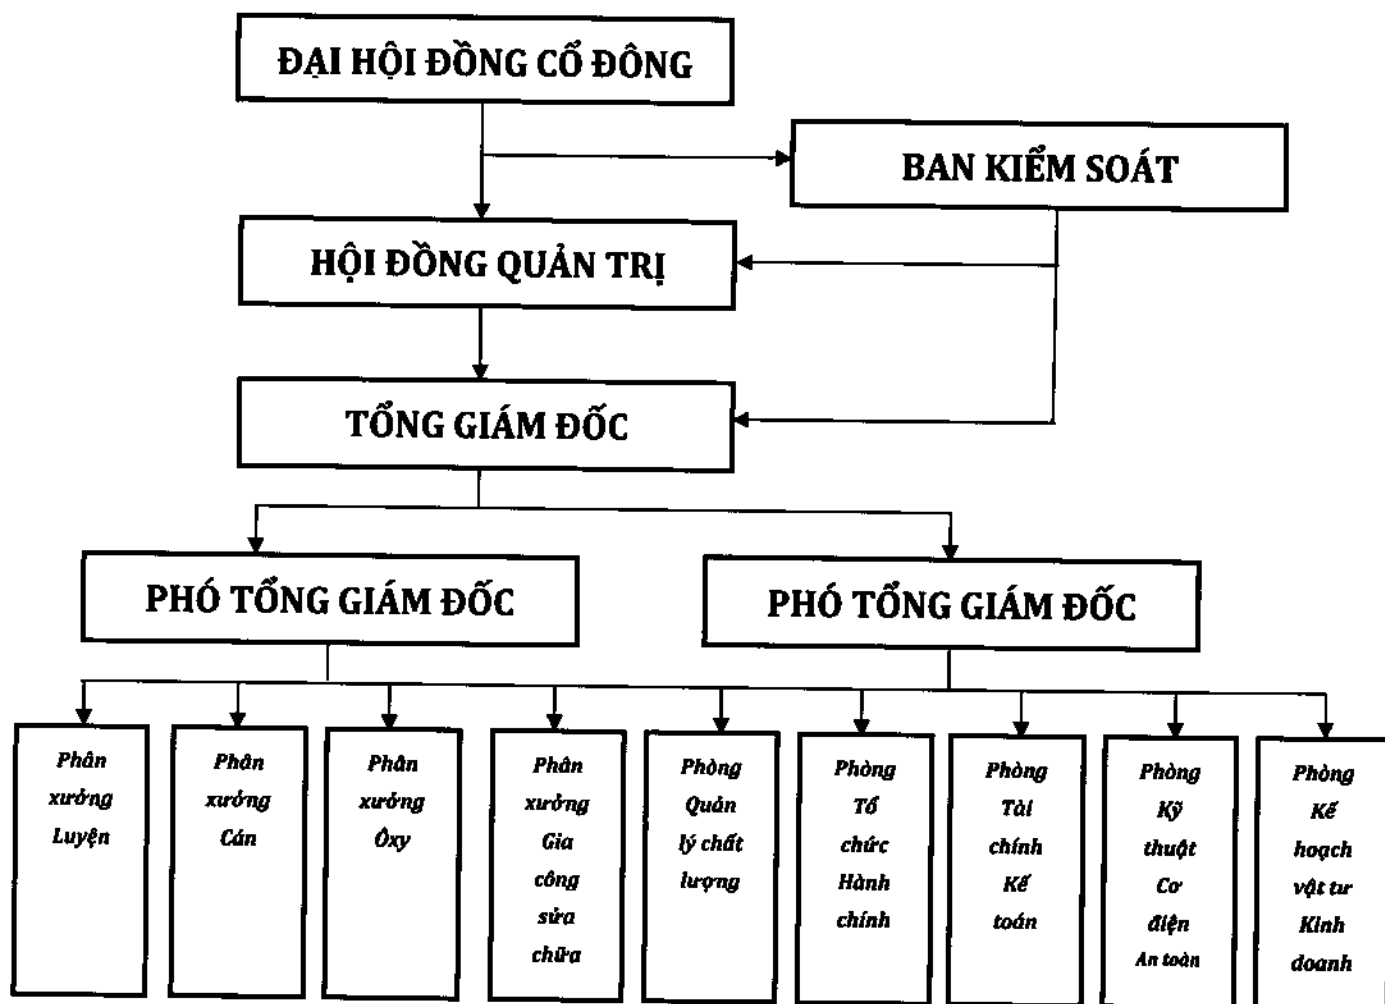 ĐẠI HỘI ĐỒNG CỔ ĐÔNG
BAN KIỂM SOÁT
HỘI ĐỒNG QUẢN TRỊ
TỔNG GIÁM ĐỐC
PHÓ TỔNG GIÁM ĐỐC
PHÓ TỔNG GIÁM ĐỐC
Phân
xưởng
Luyện
Phân
xưởng
Cán
Phân
xưởng
Ôxy
Phân
xưởng
Gia
công
sửa
chữa
Phòng
Quản
lý chất
lượng
Phòng
Tổ
chức
Hành
chính
Phòng
Tài
chính
Kế
toán
Phòng
Kỹ
thuật
Cơ
điện
An toàn
Phòng
Kế
hoạch
vật tư
Kinh
doanh